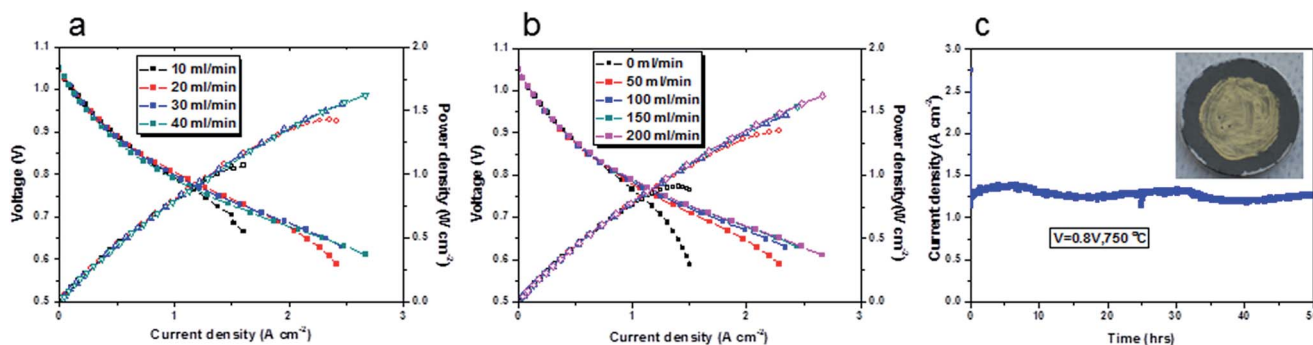 a
1.1
1.0
0.9
0.8
0.7
0.6
0.5
Voltage (V)
10 ml/min
20 ml/min
30 ml/min
40 ml/min
2.0
1.5
1.0
0.5
0.0
Power density (W cm-2)
0 1 2 3
Current density (A cm-2)
b
1.1
1.0
0.9
0.8
0.7
0.6
0.5
Voltage (V)
0 ml/min
50 ml/min
100 ml/min
150 ml/min
200 ml/min
2.0
1.5
1.0
0.5
0.0
Power density(W cm-2)
0 1 2 3
Current density (A cm-2)
c
3.0
2.5
2.0
1.5
1.0
0.5
0.0
Current density (A cm-2)
V=0.8V,750 °C
0 10 20 30 40 50
Time (hrs)